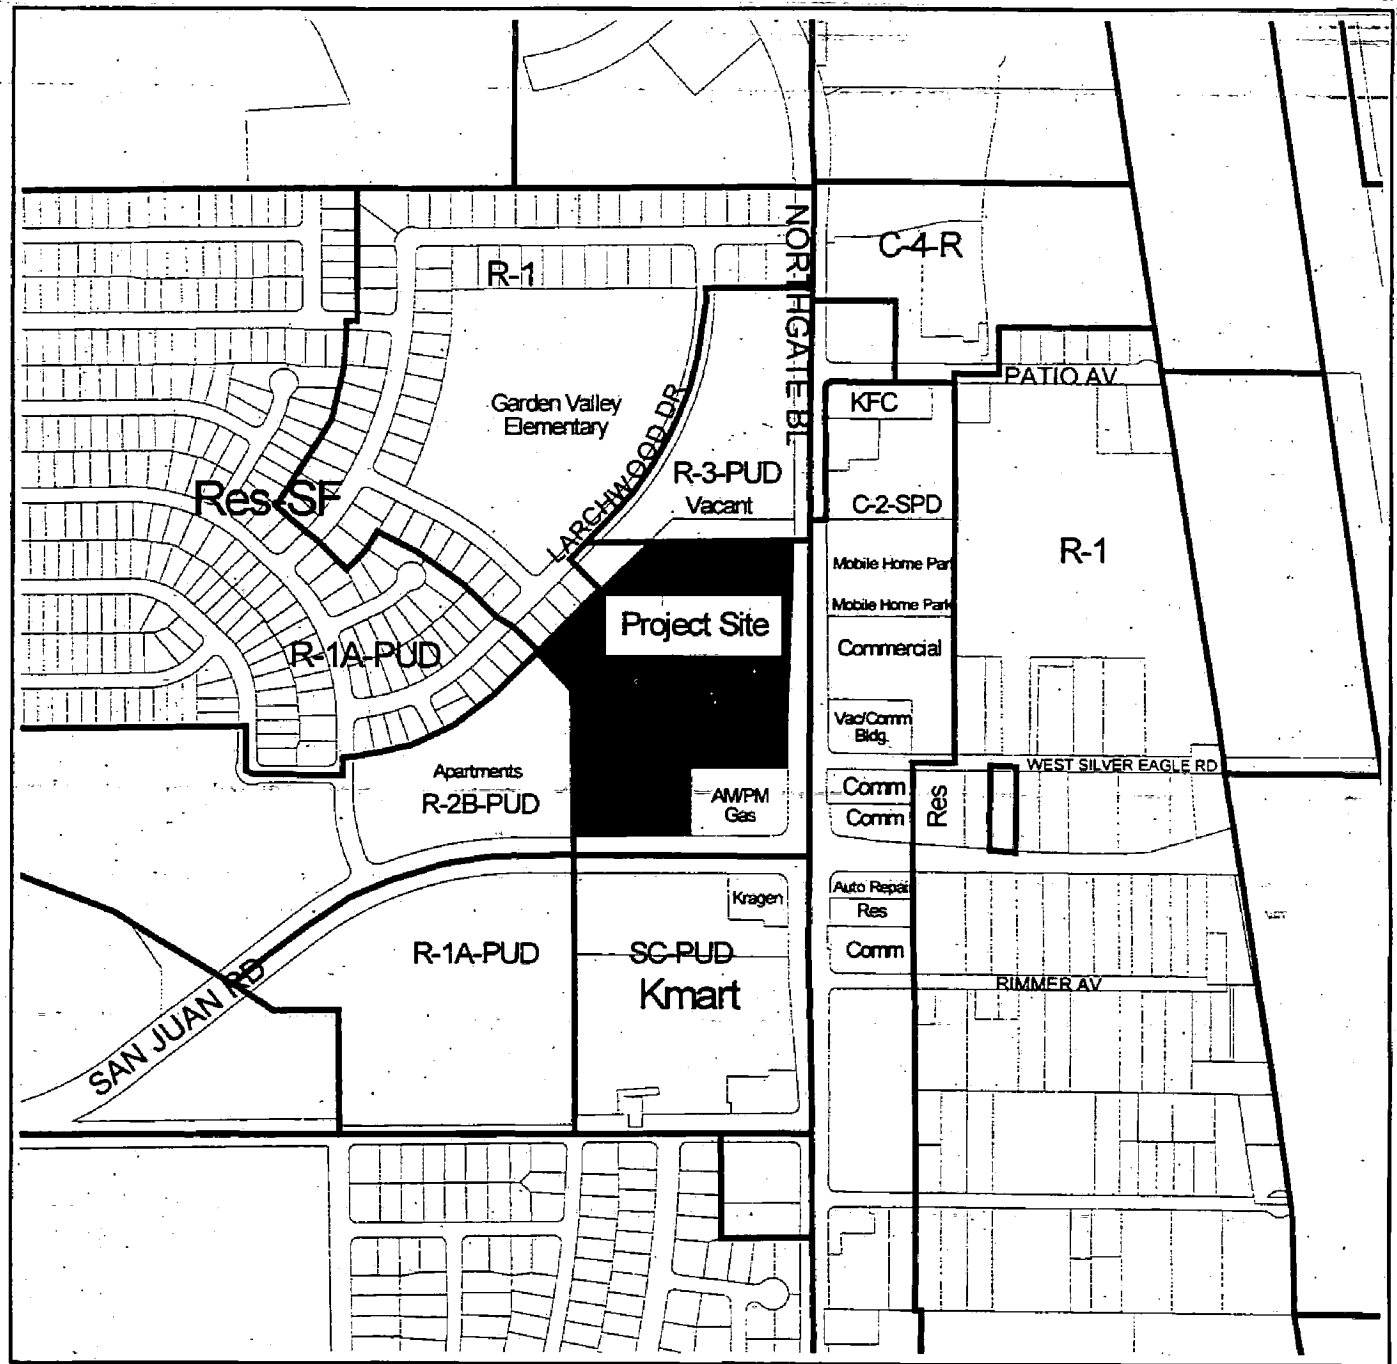 NORTHGATE BL
C-4-R
R-1
PATIO AV
Garden Valley
Elementary
LARCHWOOD DR
KFC
R-3-PUD
Vacant
Res-SF
C-2-SPD
R-1
Mobile Home Par
Mobile Home Park
Project Site
Commercial
R-1A-PUD
Vac/Comm
Bldg.
WEST SILVER EAGLE RD
Apartments
R-2B-PUD
AM/PM
Gas
Comm
Comm
Res
Kragen
Auto Repai
Res
Comm
R-1A-PUD
SC-PUD
Kmart
SAN JUAN RD
RIMMER AV